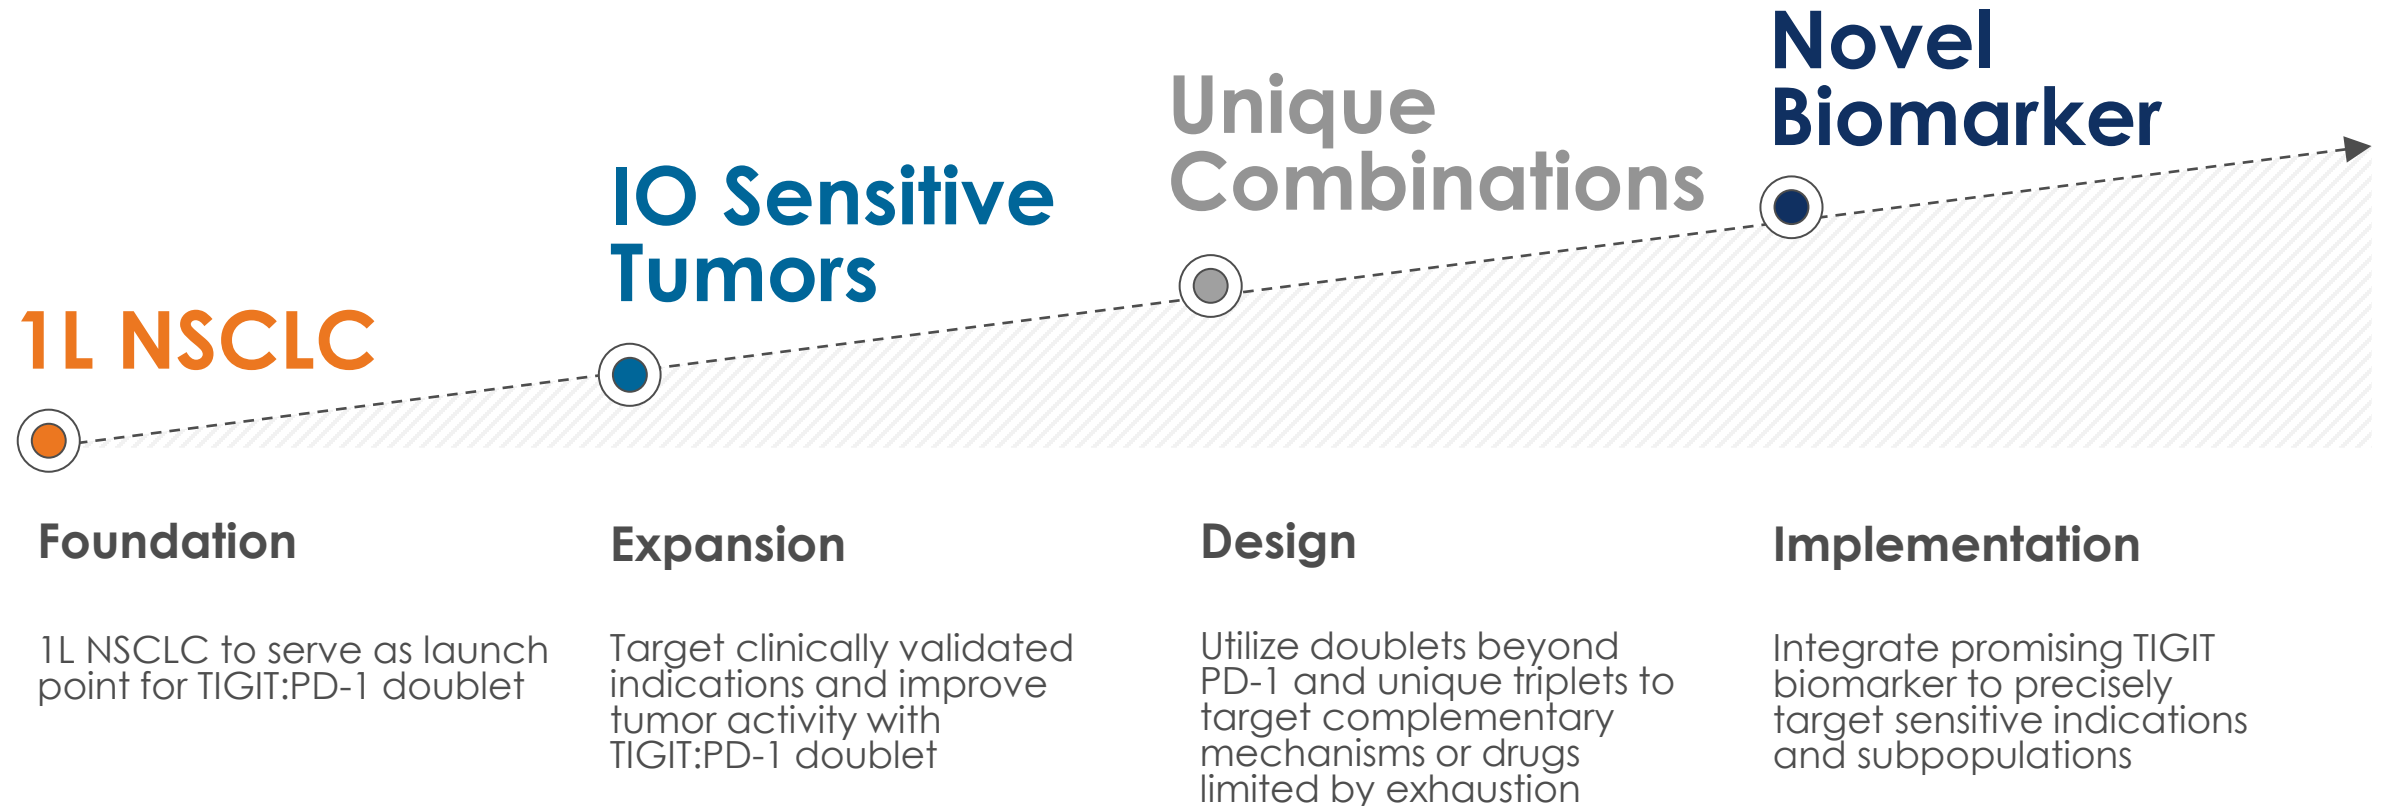 1L NSCLC
IO Sensitive
Tumors
Unique
Combinations
Novel
Biomarker
Foundation
1L NSCLC to serve as launch
point for TIGIT:PD-1 doublet
Expansion
Target clinically validated
indications and improve
tumor activity with
TIGIT:PD-1 doublet
Design
Utilize doublets beyond
PD-1 and unique triplets to
target complementary
mechanisms or drugs
limited by exhaustion
Implementation
Integrate promising TIGIT
biomarker to precisely
target sensitive indications
and subpopulations